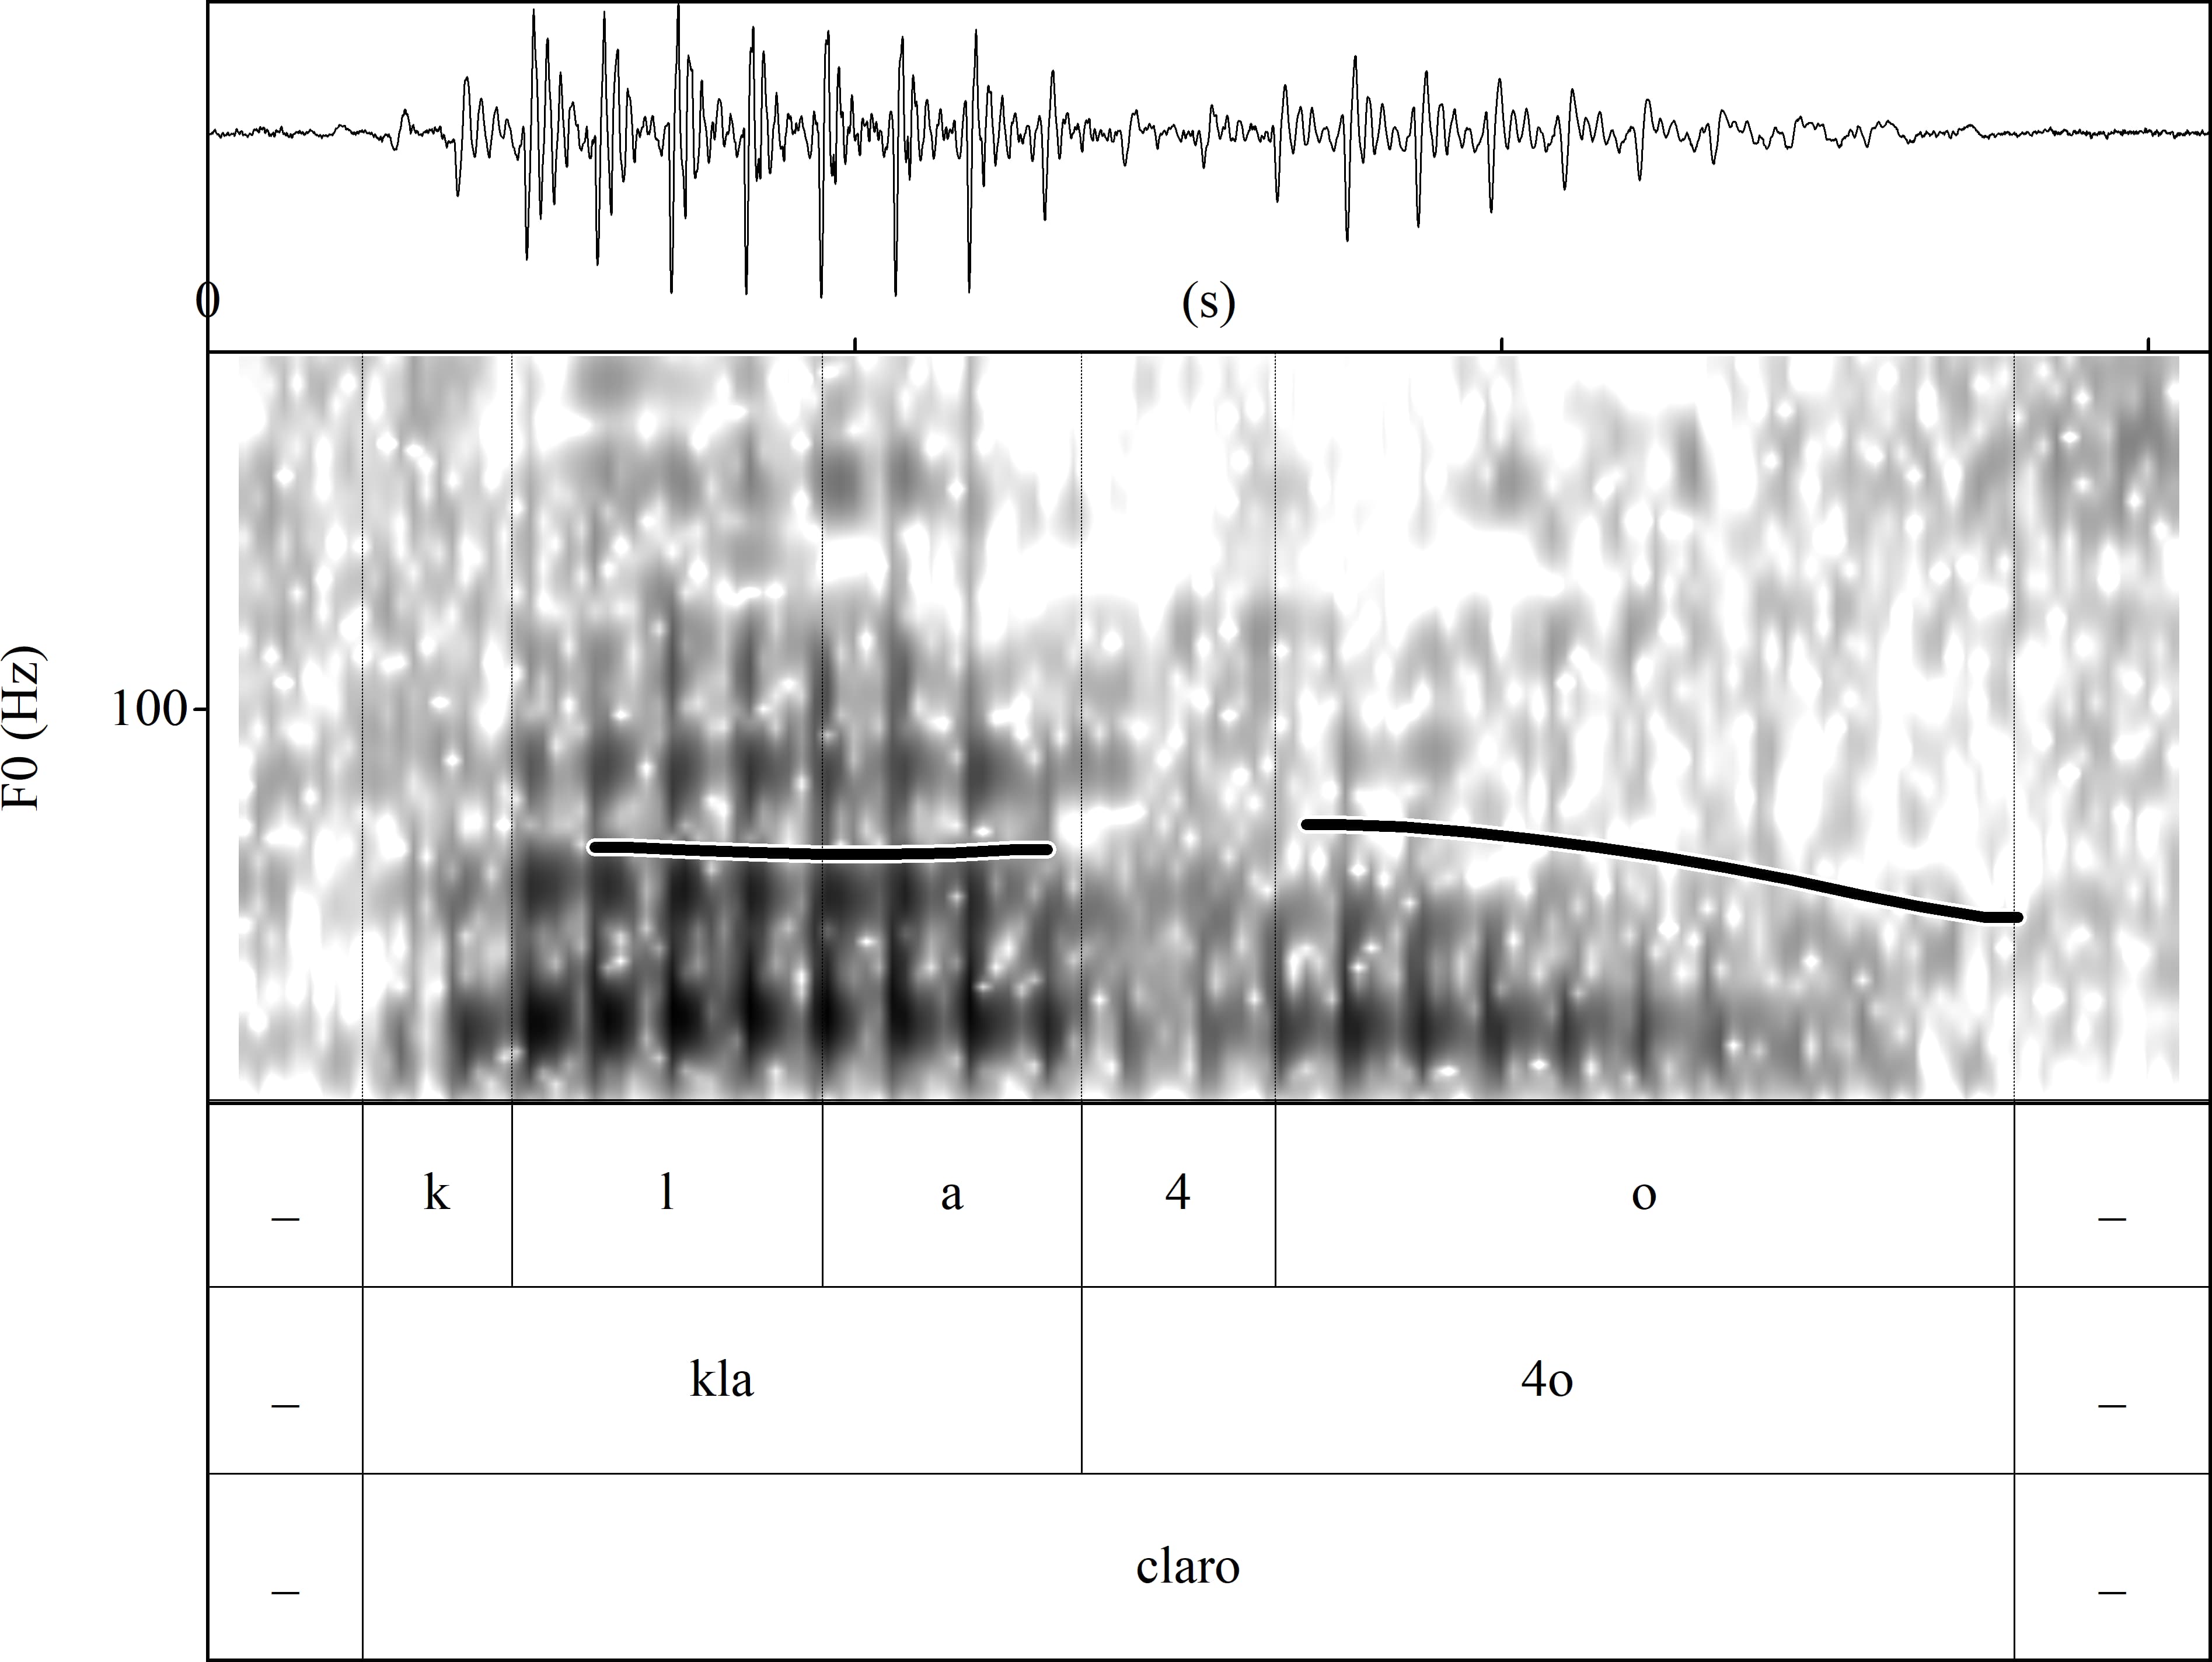 0 (s)
F0 (Hz)
100
_ k l a 4 o _
_ kla 4o _
_ claro _